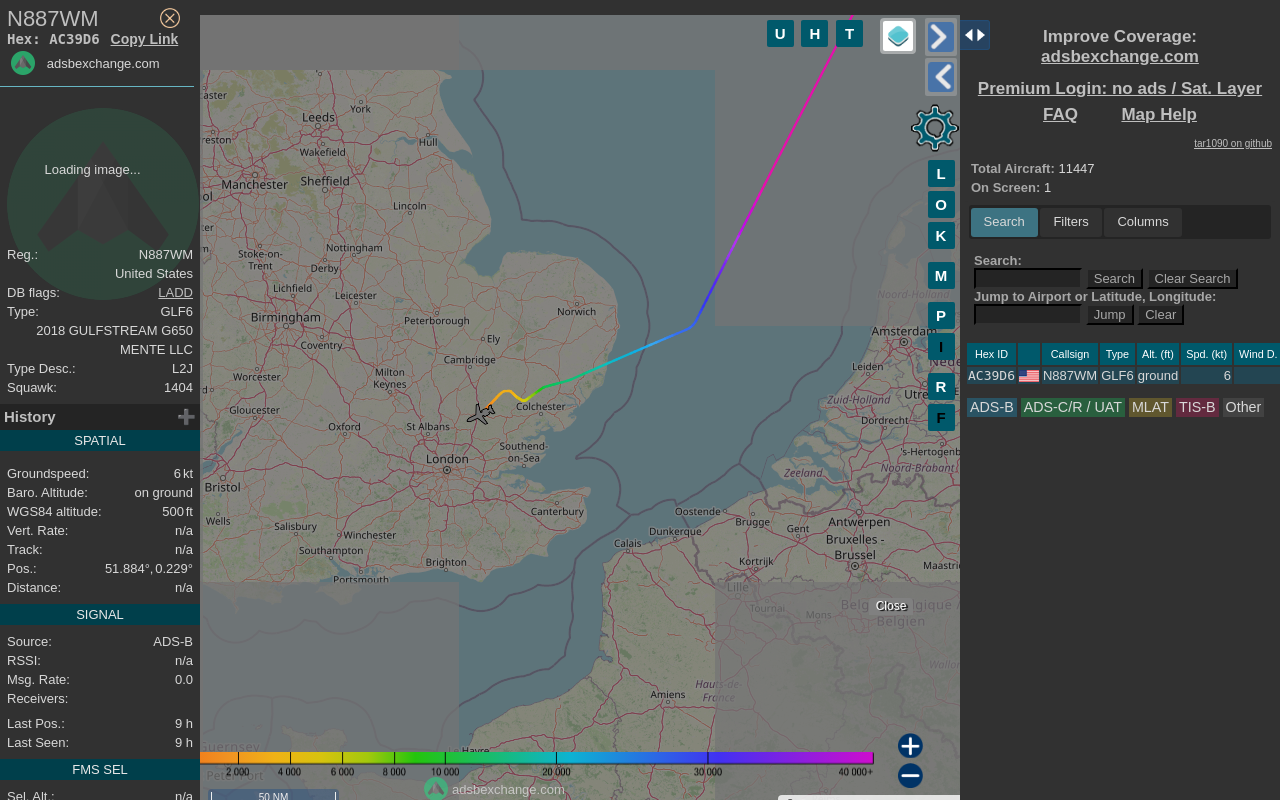 N887WM
Hex: AC39D6 Copy Link
adsbexchange.com
Loading image...
Reg.: N887WM
United States
DB flags: LADD
Type: GLF6
2018 GULFSTREAM G650
MENTE LLC
Type Desc.: L2J
Squawk: 1404
History
SPATIAL
Groundspeed: 6 kt
Baro. Altitude: on ground
WGS84 altitude: 500 ft
Vert. Rate: n/a
Track: n/a
Pos.: 51.884°, 0.229°
Distance: n/a
SIGNAL
Source: ADS-B
RSSI: n/a
Msg. Rate: 0.0
Receivers:
Last Pos.: 9 h
Last Seen: 9 h
FMS SEL
Sel. Alt.: n/a
U H T
L
O
K
M
P
I
R
F
York
Leeds
Hull
Wakefield
Manchester
Sheffield
Lincoln
Stoke-on-
Trent
Nottingham
Derby
Lichfield
Leicester
Norwich
Birmingham
Peterborough
Ely
Coventry
Cambridge
Worcester
Milton
Keynes
Gloucester
Colchester
Oxford
St Albans
Southend-
on-Sea
London
Bristol
Wells
Salisbury
Winchester
Canterbury
Southampton
Brighton
Portsmouth
Noord-Holland
Amsterdam
Leiden
Zuid-Holland
Dordrecht
's-Hertogenb
Zeeland
Noord-Brabant
Oostende
Brugge
Dunkerque
Gent
Antwerpen
Calais
Bruxelles -
Brussel
Kortrijk
Maastri
Lille
Tournai
Mons
Belgien
Close
Amiens
Hauts-de-
France
Guernsey
2 000 4 000 6 000 8 000 10 000 20 000 30 000 40 000+
adsbexchange.com
50 NM
Improve Coverage:
adsbexchange.com
Premium Login: no ads / Sat. Layer
FAQ Map Help
tar1090 on github
Total Aircraft: 11447
On Screen: 1
Search Filters Columns
Search:
Search Clear Search
Jump to Airport or Latitude, Longitude:
Jump Clear
Hex ID Callsign Type Alt. (ft) Spd. (kt) Wind D.
AC39D6 N887WM GLF6 ground 6
ADS-B ADS-C/R / UAT MLAT TIS-B Other